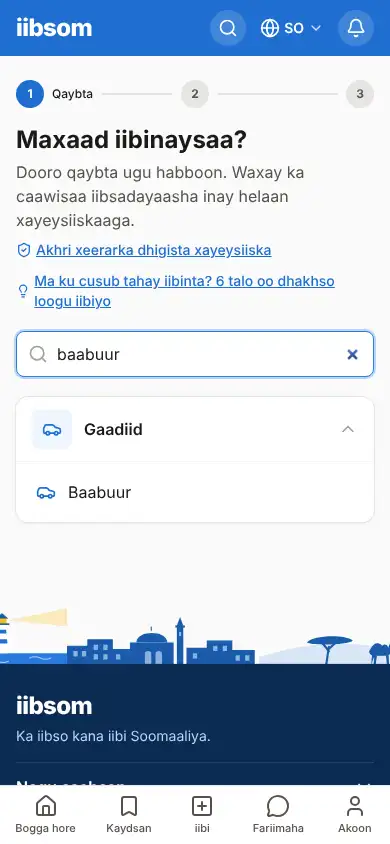 iibsom
SO
1 Qaybta 2 3
Maxaad iibinaysaa?
Dooro qaybta ugu habboon. Waxay ka
caawisaa iibsadayaasha inay helaan
xayeysiiskaaga.
Akhri xeerarka dhigista xayeysiiska
Ma ku cusub tahay iibinta? 6 talo oo dhakhso
loogu iibiyo
baabuur
Gaadiid
Baabuur
iibsom
Ka iibso kana iibi Soomaaliya.
Bogga hore
Kaydsan
iibi
Fariimaha
Akoon